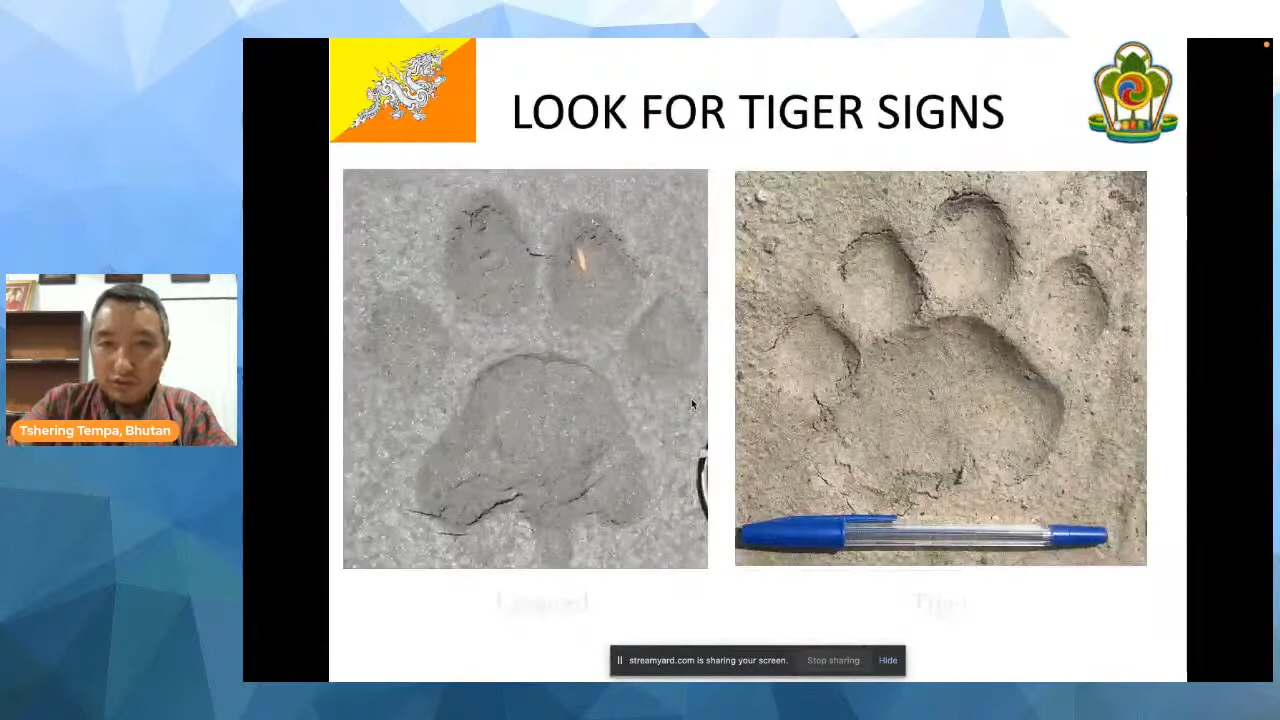 LOOK FOR TIGER SIGNS
Tshering Tempa, Bhutan
Leopard
Tiger
streamyard.com is sharing your screen.
Stop sharing
Hide